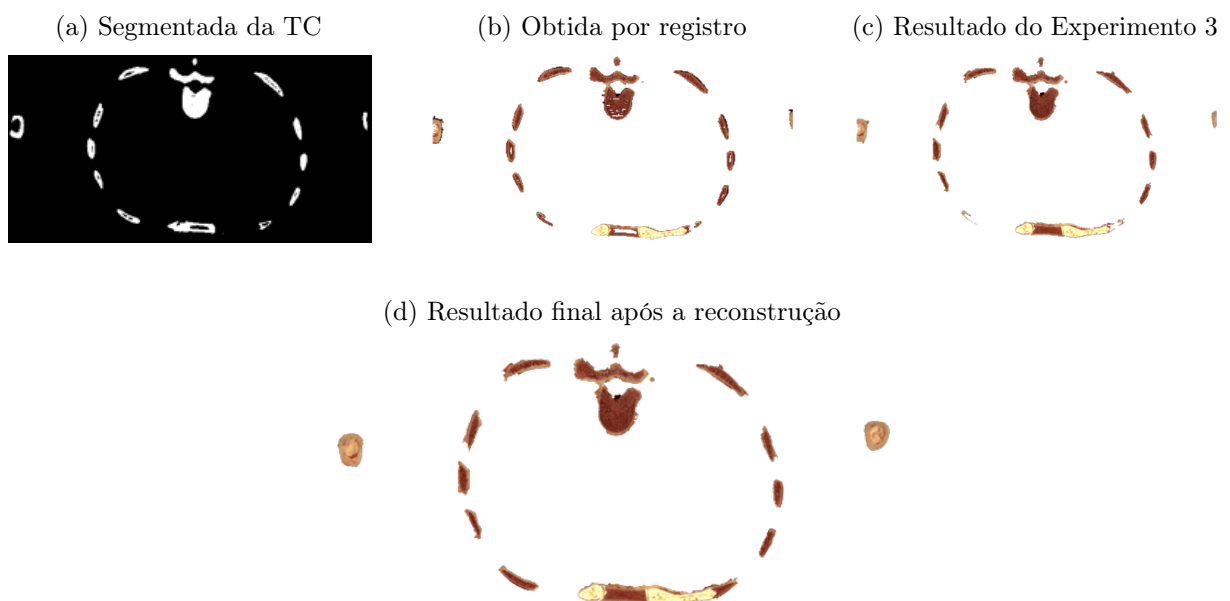 (a) Segmentada da TC
(b) Obtida por registro
(c) Resultado do Experimento 3
(d) Resultado final após a reconstrução